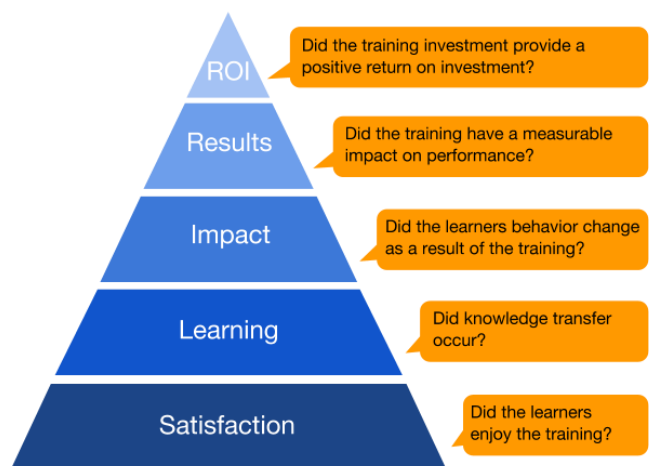 ROI
Did the training investment provide a
positive return on investment?
Results
Did the training have a measurable
impact on performance?
Impact
Did the learners behavior change
as a result of the training?
Learning
Did knowledge transfer
occur?
Satisfaction
Did the learners
enjoy the training?